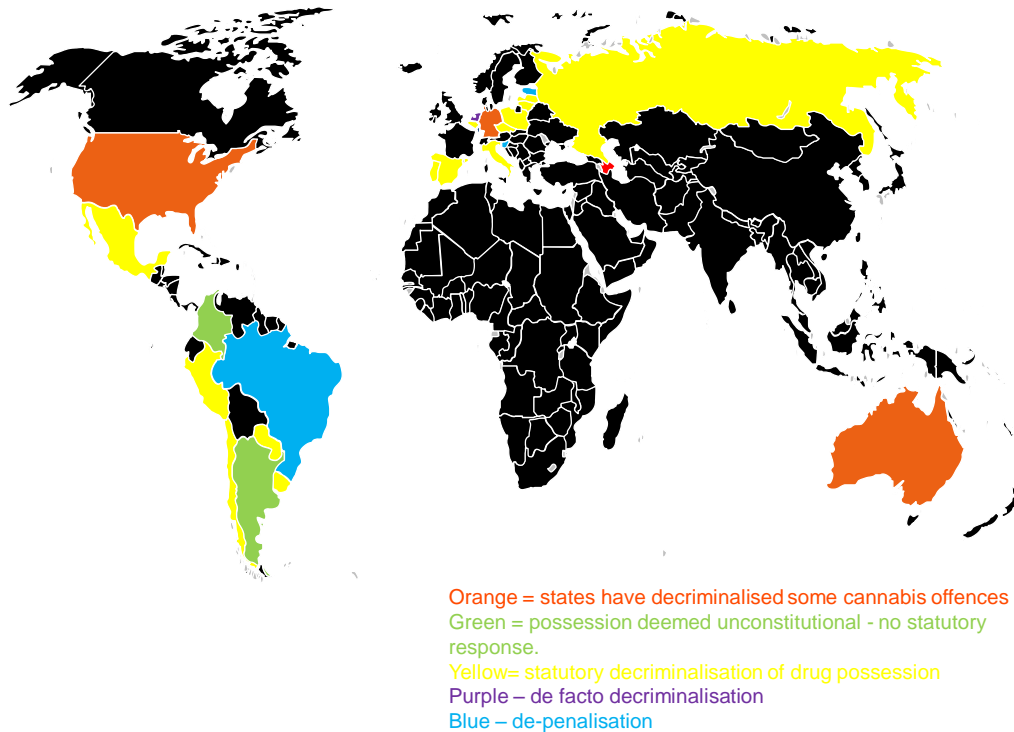 Orange = states have decriminalised some cannabis offences
Green = possession deemed unconstitutional - no statutory
response.
Yellow= statutory decriminalisation of drug possession
Purple – de facto decriminalisation
Blue – de-penalisation